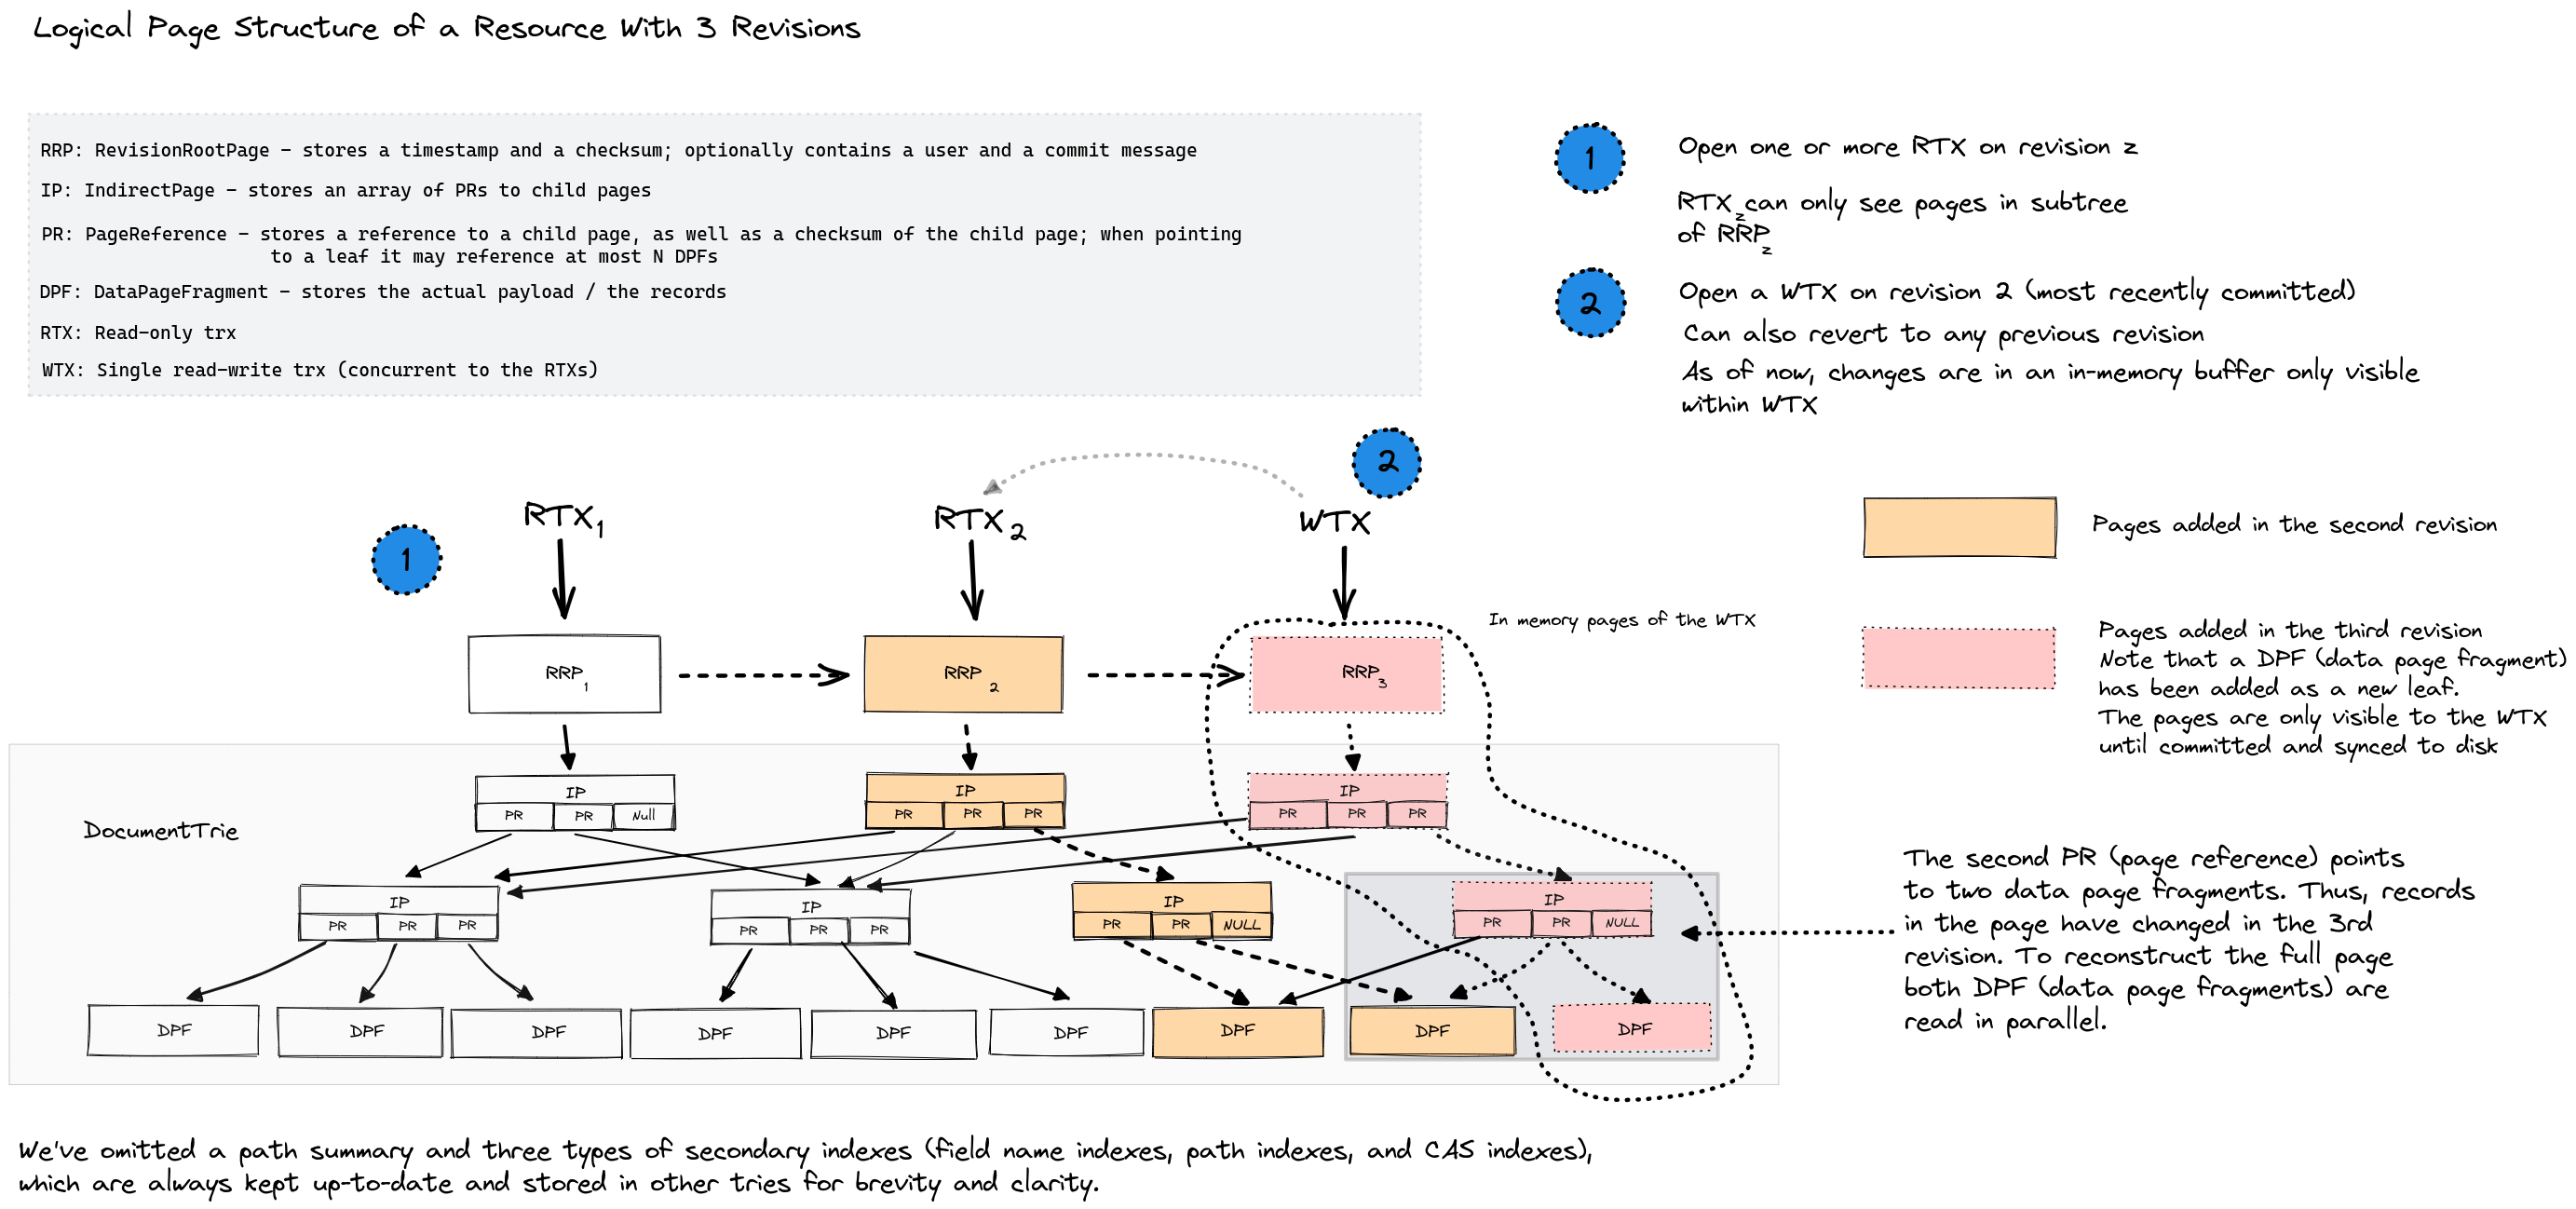 Logical Page Structure of a Resource With 3 Revisions
RRP: RevisionRootPage - stores a timestamp and a checksum; optionally contains a user and a commit message
IP: IndirectPage - stores an array of PRs to child pages
PR: PageReference - stores a reference to a child page, as well as a checksum of the child page; when pointing
to a leaf it may reference at most N DPFs
DPF: DataPageFragment - stores the actual payload / the records
RTX: Read-only trx
WTX: Single read-write trx (concurrent to the RTXs)
1
Open one or more RTX on revision z
RTX z can only see pages in subtree
of RRP z
2
Open a WTX on revision 2 (most recently committed)
Can also revert to any previous revision
As of now, changes are in an in-memory buffer only visible
within WTX
2
1
RTX 1
RTX 2
WTX
Pages added in the second revision
In memory pages of the WTX
Pages added in the third revision
Note that a DPF (data page fragment)
has been added as a new leaf.
The pages are only visible to the WTX
until committed and synced to disk
RRP 1
RRP 2
RRP 3
DocumentTrie
IP
PR PR Null
IP
PR PR PR
IP
PR PR PR
IP
PR PR PR
IP
PR PR PR
IP
PR PR NULL
IP
PR PR NULL
The second PR (page reference) points
to two data page fragments. Thus, records
in the page have changed in the 3rd
revision. To reconstruct the full page
both DPF (data page fragments) are
read in parallel.
DPF
DPF
DPF
DPF
DPF
DPF
DPF
DPF
DPF
We've omitted a path summary and three types of secondary indexes (field name indexes, path indexes, and CAS indexes),
which are always kept up-to-date and stored in other tries for brevity and clarity.